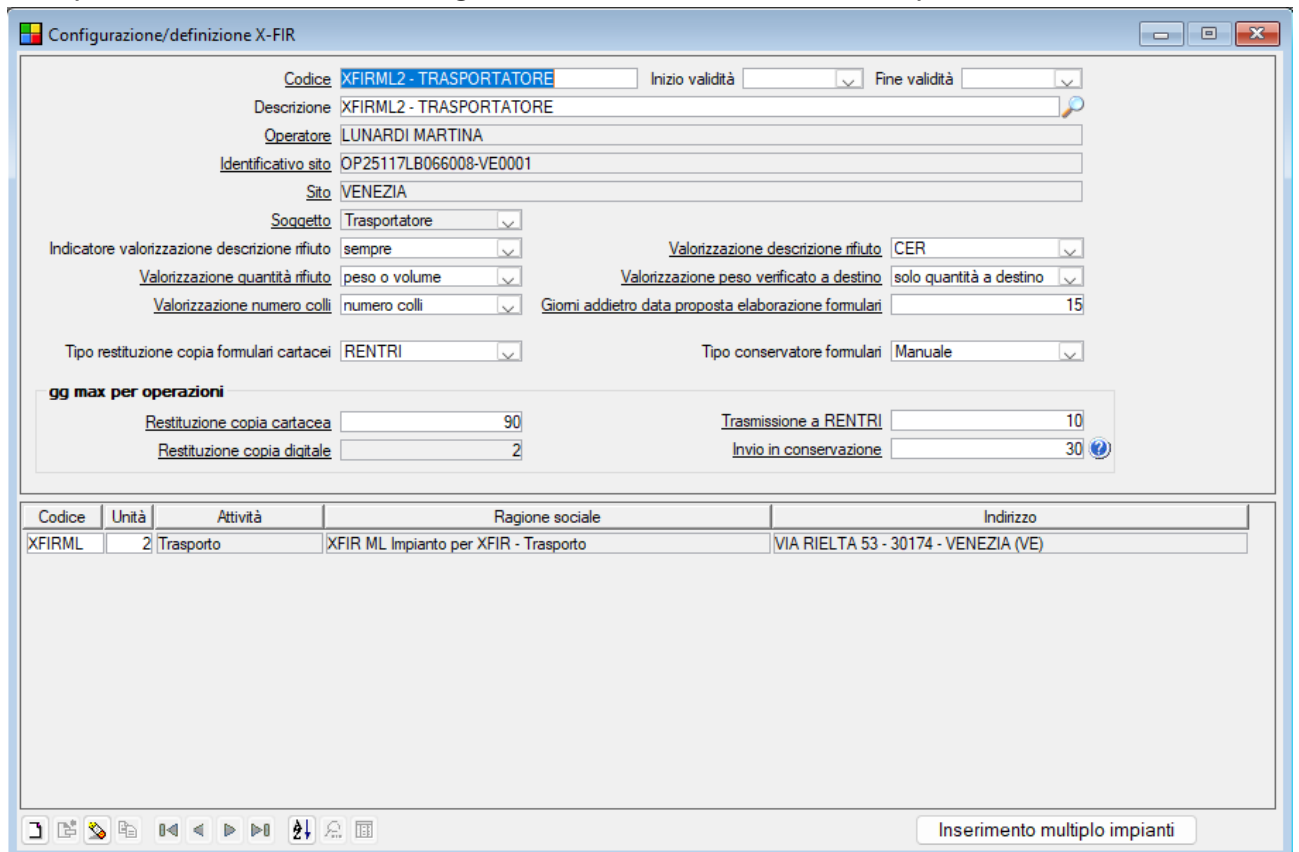 Configurazione/definizione X-FIR
Codice XFIRML2 - TRASPORTATORE Inizio validità Fine validità
Descrizione XFIRML2 - TRASPORTATORE
Operatore LUNARDI MARTINA
Identificativo sito OP25117LB066008-VE0001
Sito VENEZIA
Soggetto Trasportatore
Indicatore valorizzazione descrizione rifiuto sempre Valorizzazione descrizione rifiuto CER
Valorizzazione quantità rifiuto peso o volume Valorizzazione peso verificato a destino solo quantità a destino
Valorizzazione numero colli numero colli Giorni addietro data proposta elaborazione formulari 15
Tipo restituzione copia formulari cartacei RENTRI Tipo conservatore formulari Manuale
gg max per operazioni
Restituzione copia cartacea 90 Trasmissione a RENTRI 10
Restituzione copia digitale 2 Invio in conservazione 30
Codice Unità Attività Ragione sociale Indirizzo
XFIRML 2 Trasporto XFIR ML Impianto per XFIR - Trasporto VIA RIELTA 53 - 30174 - VENEZIA (VE)
Inserimento multiplo impianti